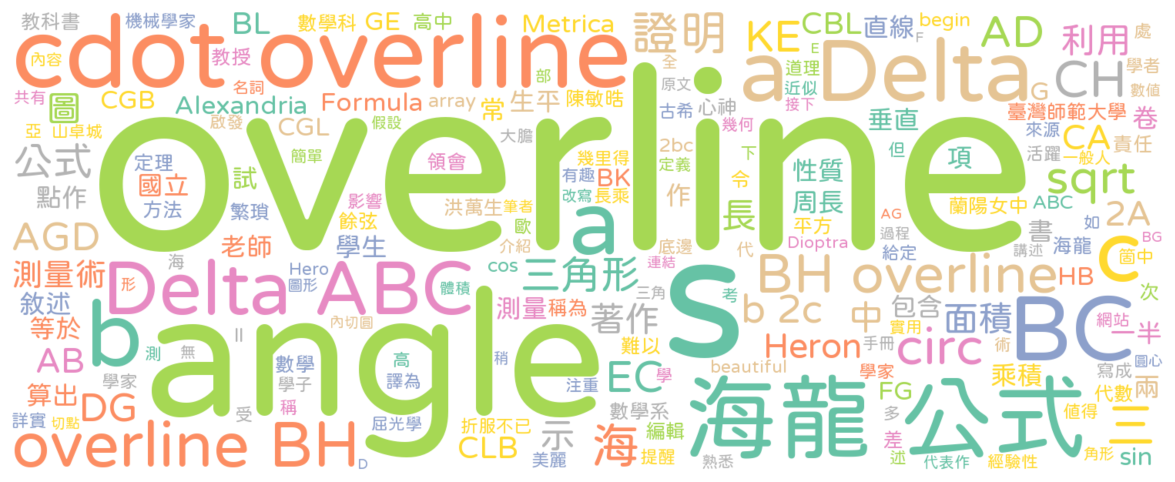 教科書 機械學家 BL 數學科 GE 高中 Metrica 證明 KE CBL 直線 begin 處
內容 cdot overline 教授 F AD 利用
名詞 部 a Delta E 道理 G CH 學者
共有 圖 CGB Alexandria Formula array 常 生平 陳敏晧 全 原文 心神 近似 接下 數值
亞 山卓城 啟發 CGL 假設 大膽 古希 幾何 垂直 臺灣師範大學 卷
公式 定理 簡單 領會 幾里得 2bc 下 但 來源 CA 責任
overline
國立 試 有趣 BK 定義 性質 項 活躍 一般人
點作 方法 影響 洪萬生 改寫 長乘 作 令 周長 蘭陽女中 ABC sqrt
繁瑣 餘弦 筆者 歐 a 長 平方 AG 書 如 2A
AGD 老師 學生 介紹 底邊 代 Dioptra 過程 給定 講述 海龍 箇中 BG
測量術 形 海 Hero cos 三角形 連結 BH overline HB c 次
Delta ABC 圖形 體積 S 三角 考
敘述 測量 稱為 著作 b 2c 中 包含 面積 BC 網站
等於 b angle 內切圓 難以 實用 手冊 術 一半
AB II 無 數學 高 稍 Heron circ 寫成 圓心
測 學家 譯為 注重 EC 學 beautiful 學家 乘積 代數 兩
算出 DG 學子 海龍 公式 FG 值得 三
詳實 切點 受 稱 屈光學 折服不已 數學系 編輯 多 差
overline BH D CLB 美麗 示 海 提醒 熟悉 述 代表作 經驗性 角形 sin